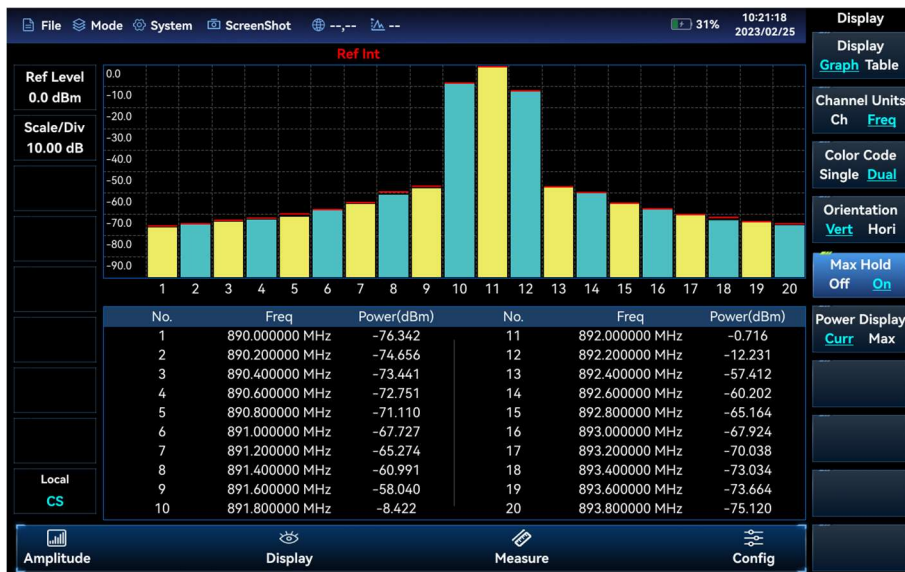 File Mode System ScreenShot --,-- -- 31% 10:21:18 2023/02/25
Display
Ref Int
Ref Level
0.0 dBm
Scale/Div
10.00 dB
Local
CS
0.0
-10.0
-20.0
-30.0
-40.0
-50.0
-60.0
-70.0
-80.0
-90.0
1 2 3 4 5 6 7 8 9 10 11 12 13 14 15 16 17 18 19 20
No. Freq Power(dBm) No. Freq Power(dBm)
1 890.000000 MHz -76.342 11 892.000000 MHz -0.716
2 890.200000 MHz -74.656 12 892.200000 MHz -12.231
3 890.400000 MHz -73.441 13 892.400000 MHz -57.412
4 890.600000 MHz -72.751 14 892.600000 MHz -60.202
5 890.800000 MHz -71.110 15 892.800000 MHz -65.164
6 891.000000 MHz -67.727 16 893.000000 MHz -67.924
7 891.200000 MHz -65.274 17 893.200000 MHz -70.038
8 891.400000 MHz -60.991 18 893.400000 MHz -73.034
9 891.600000 MHz -58.040 19 893.600000 MHz -73.664
10 891.800000 MHz -8.422 20 893.800000 MHz -75.120
Display
Graph Table
Channel Units
Ch Freq
Color Code
Single Dual
Orientation
Vert Hori
Max Hold
Off On
Power Display
Curr Max
Amplitude Display Measure Config